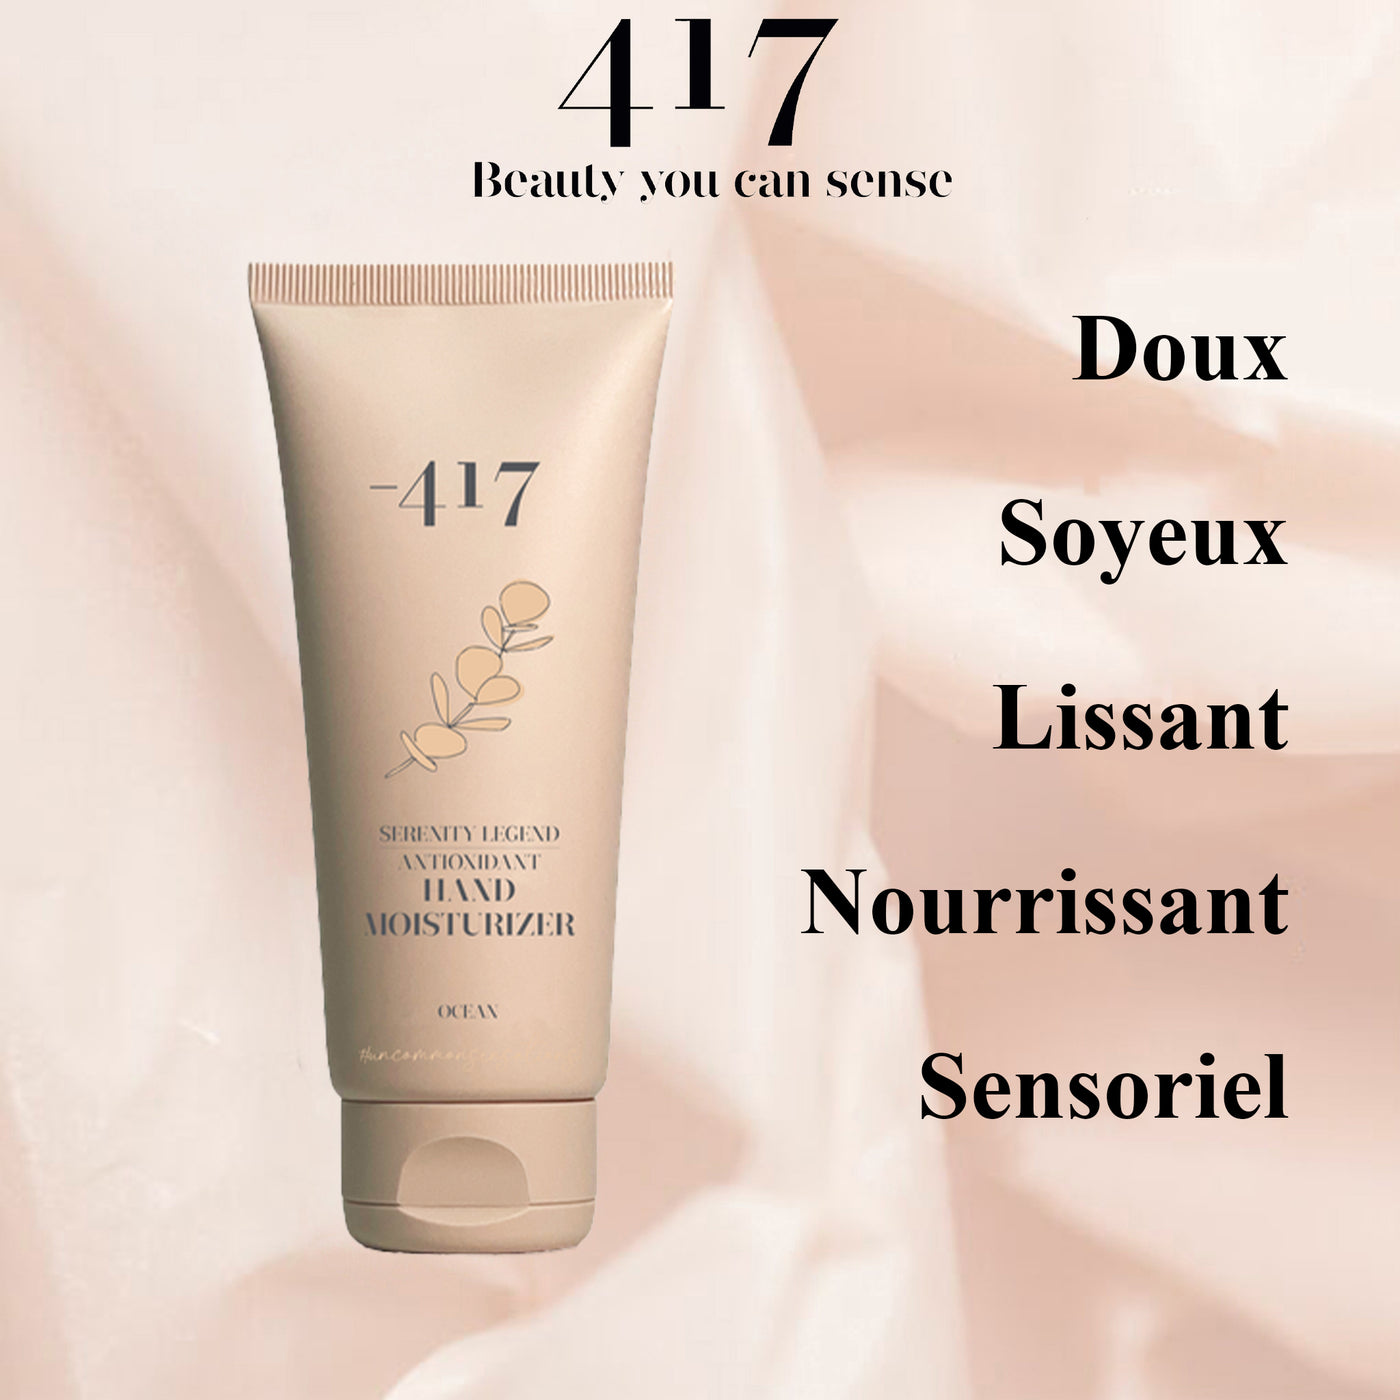 417
Beauty you can sense
Doux
Soyeux
Lissant
Nourrissant
Sensoriel
-417
SERENITY LEGEND
ANTIOXIDANT
HAND
MOISTURIZER
OCEAN